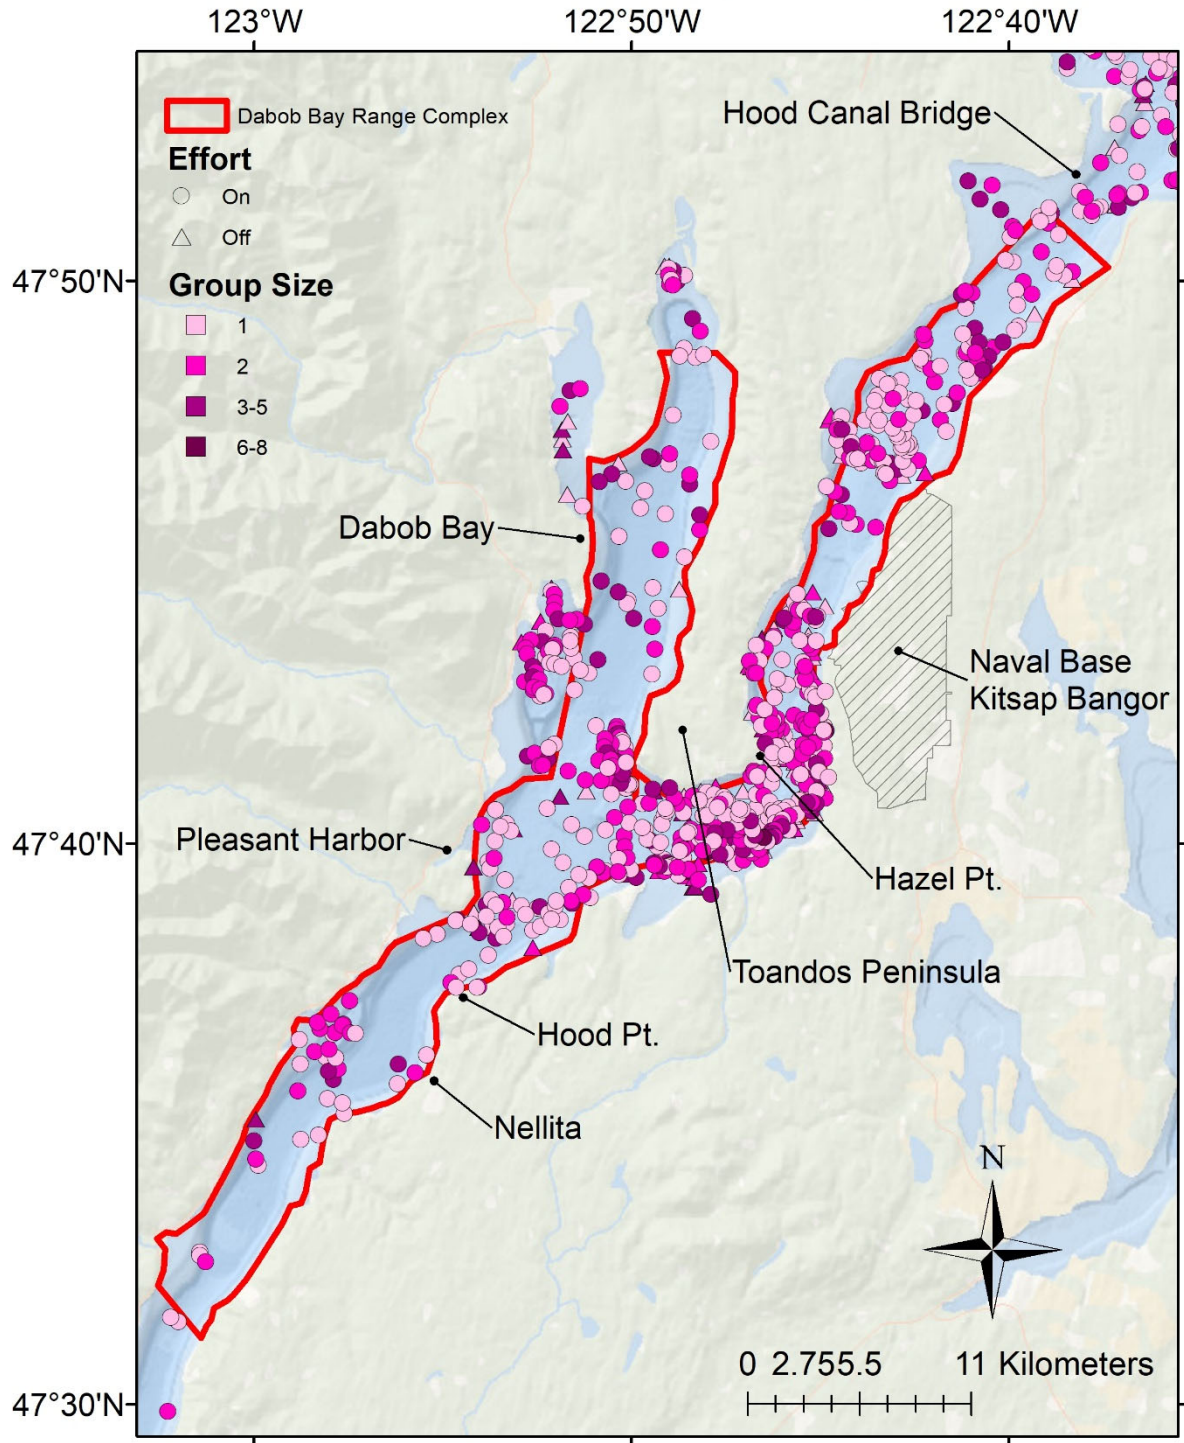 123°W 122°50'W 122°40'W
Hood Canal Bridge
Dabob Bay Range Complex
Effort
On
Off
Group Size
1
2
3-5
6-8
47°50'N
Dabob Bay
Naval Base
Kitsap Bangor
47°40'N
Pleasant Harbor
Hazel Pt.
Toandos Peninsula
Hood Pt.
Nellita
N
0 2.755.5 11 Kilometers
47°30'N